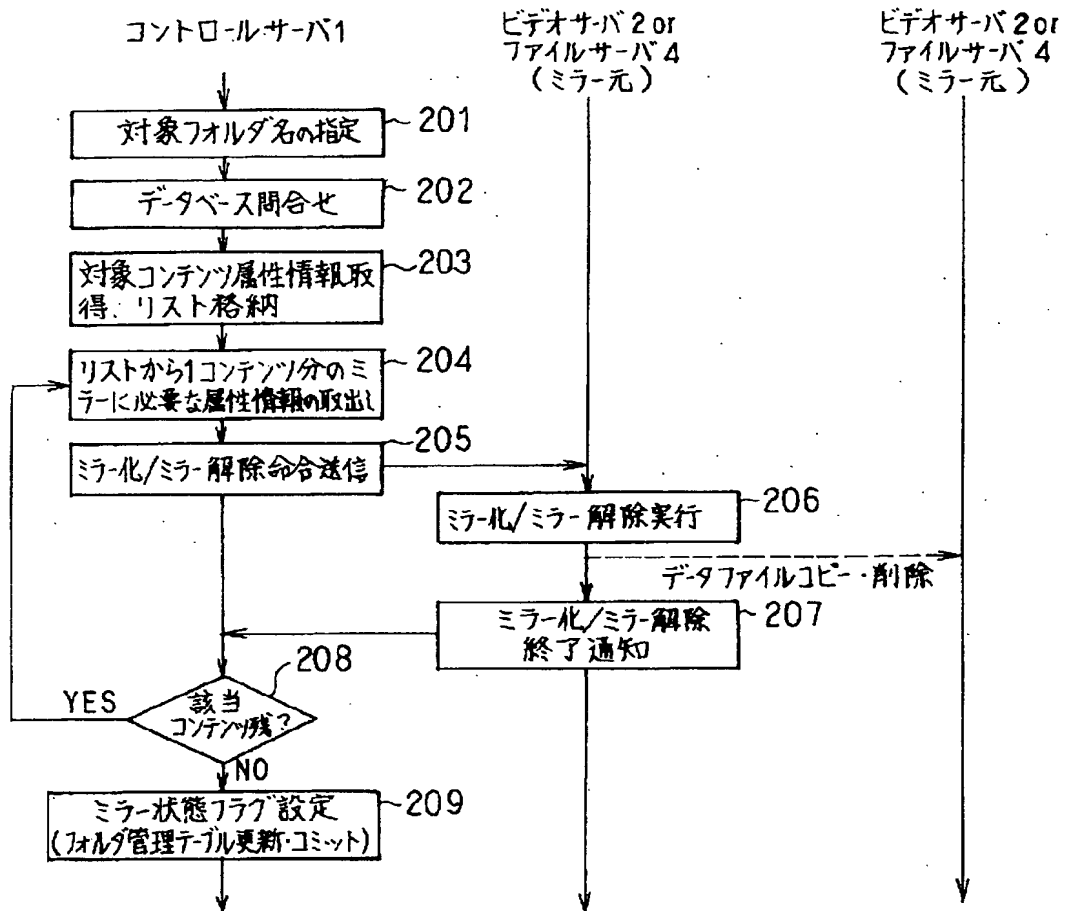 コントロールサーバ1
ビデオサーバ2or
ファイルサーバ4
(ミラー元)
ビデオサーバ2or
ファイルサーバ4
(ミラー元)
対象フォルダ名の指定
201
データベース問合せ
202
対象コンテンツ属性情報取
得、リスト格納
203
リストから1コンテンツ分のミ
ラーに必要な属性情報の取出し
204
ミラー化/ミラー解除命令送信
205
ミラー化/ミラー解除実行
206
データファイルコピー・削除
ミラー化/ミラー解除
終了通知
207
該当
コンテンツ残?
208
YES
NO
ミラー状態フラグ設定
(フォルダ管理テーブル更新・コミット)
209